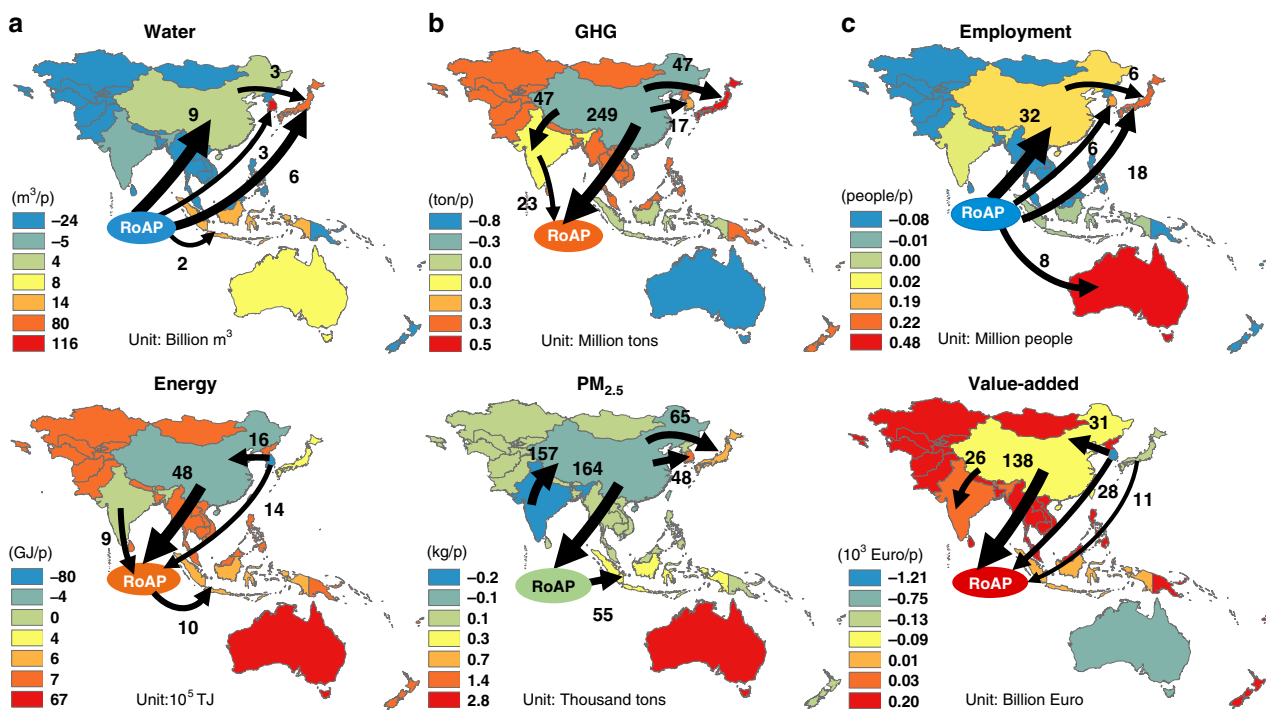 a
Water
3
9
3
6
2
RoAP
(m³/p)
–24
–5
4
8
14
80
116
Unit: Billion m³
b
GHG
47
47
249
17
23
RoAP
(ton/p)
–0.8
–0.3
0.0
0.0
0.3
0.3
0.5
Unit: Million tons
c
Employment
6
32
6
18
8
RoAP
(people/p)
–0.08
–0.01
0.00
0.02
0.19
0.22
0.48
Unit: Million people
Energy
16
48
14
9
10
RoAP
(GJ/p)
–80
–4
0
4
6
7
67
Unit:10⁵ TJ
PM₂.₅
65
157
164
48
55
RoAP
(kg/p)
–0.2
–0.1
0.1
0.3
0.7
1.4
2.8
Unit: Thousand tons
Value-added
31
26
138
28
11
RoAP
(10³ Euro/p)
–1.21
–0.75
–0.13
–0.09
0.01
0.03
0.20
Unit: Billion Euro